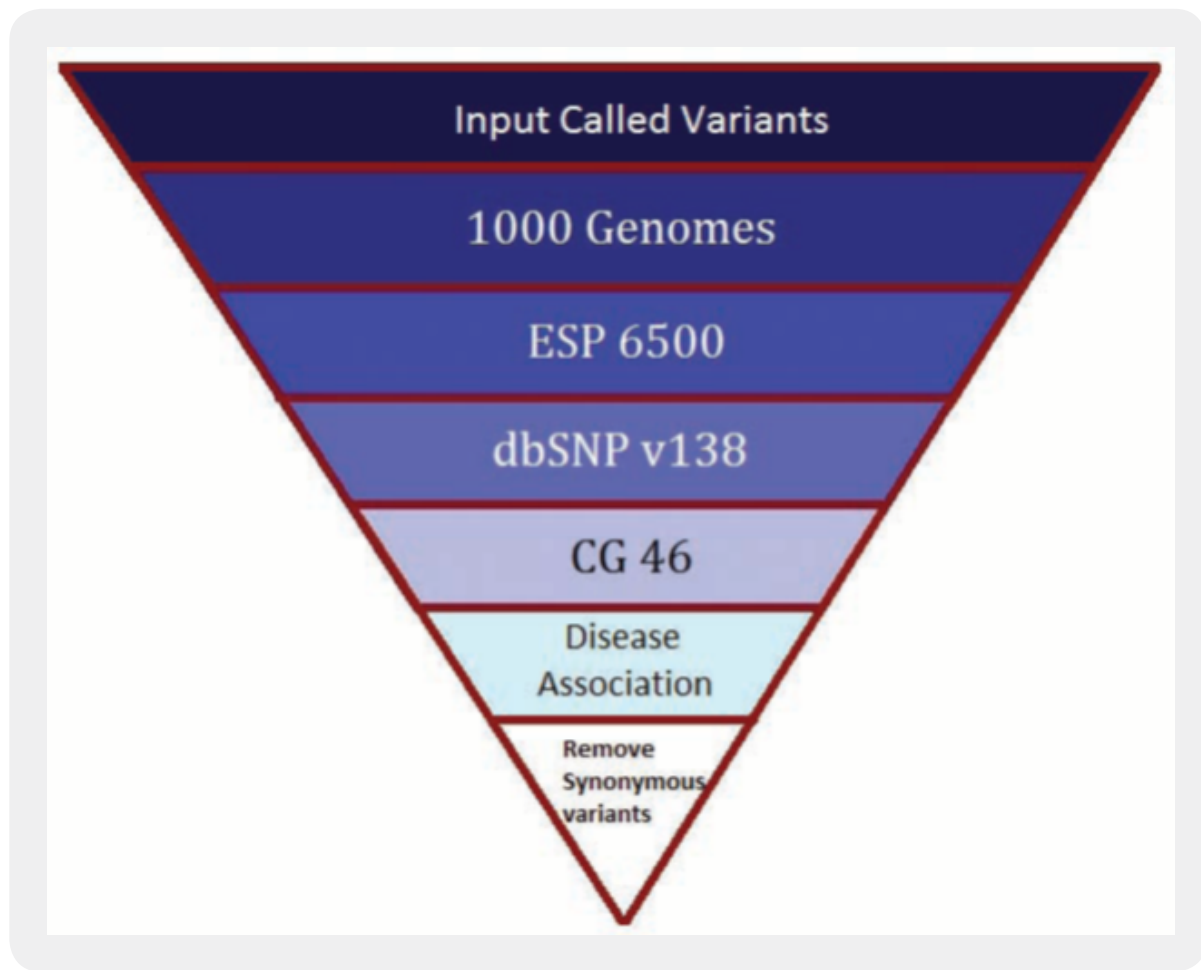 Input Called Variants
1000 Genomes
ESP 6500
dbSNP v138
CG 46
Disease
Association
Remove
Synonymous
variants